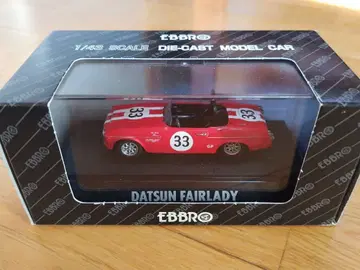 EBBRO
1/43 SCALE DIE-CAST MODEL CAR
33
33
33
DATSUN FAIRLADY
EBBRO